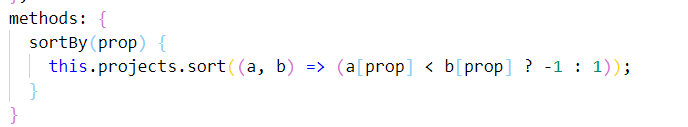 methods: {
sortBy(prop) {
this.projects.sort((a, b) => (a[prop] < b[prop] ? -1 : 1));
}
}